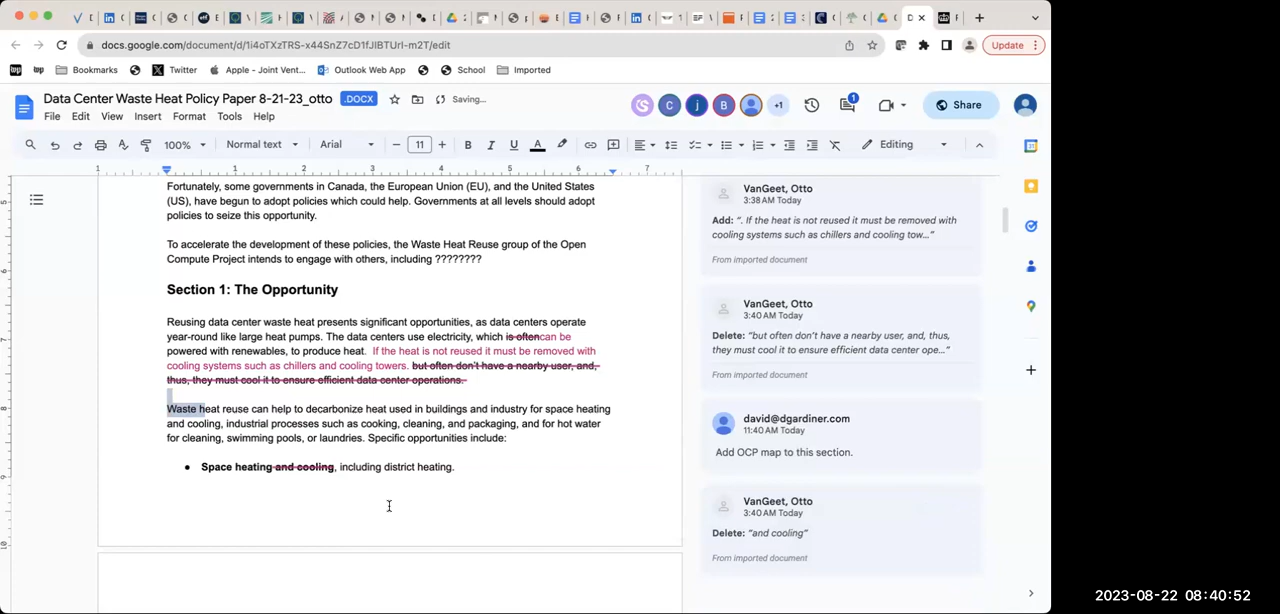 docs.google.com/document/d/1i4oTXzTRS-x44SnZ7cD1fJIBTUrI-m2T/edit
Update
Bookmarks
Twitter
Apple - Joint Vent...
Outlook Web App
School
Imported
Data Center Waste Heat Policy Paper 8-21-23_otto .DOCX Saving...
File Edit View Insert Format Tools Help
C j B +1 1 Share
100% Normal text Arial 11 Editing
1 1 2 3 4 5 6 7
Fortunately, some governments in Canada, the European Union (EU), and the United States
(US), have begun to adopt policies which could help. Governments at all levels should adopt
policies to seize this opportunity.
To accelerate the development of these policies, the Waste Heat Reuse group of the Open
Compute Project intends to engage with others, including ????????
Section 1: The Opportunity
Reusing data center waste heat presents significant opportunities, as data centers operate
year-round like large heat pumps. The data centers use electricity, which is oftencan be
powered with renewables, to produce heat. If the heat is not reused it must be removed with
cooling systems such as chillers and cooling towers. but often don't have a nearby user, and,
thus, they must cool it to ensure efficient data center operations.
Waste heat reuse can help to decarbonize heat used in buildings and industry for space heating
and cooling, industrial processes such as cooking, cleaning, and packaging, and for hot water
for cleaning, swimming pools, or laundries. Specific opportunities include:
● Space heating and cooling, including district heating.
VanGeet, Otto
3:38 AM Today
Add: ". If the heat is not reused it must be removed with
cooling systems such as chillers and cooling tow..."
From imported document
VanGeet, Otto
3:40 AM Today
Delete: "but often don't have a nearby user, and, thus,
they must cool it to ensure efficient data center ope..."
From imported document
david@dgardiner.com
11:40 AM Today
Add OCP map to this section.
VanGeet, Otto
3:40 AM Today
Delete: "and cooling"
From imported document
2023-08-22 08:40:52